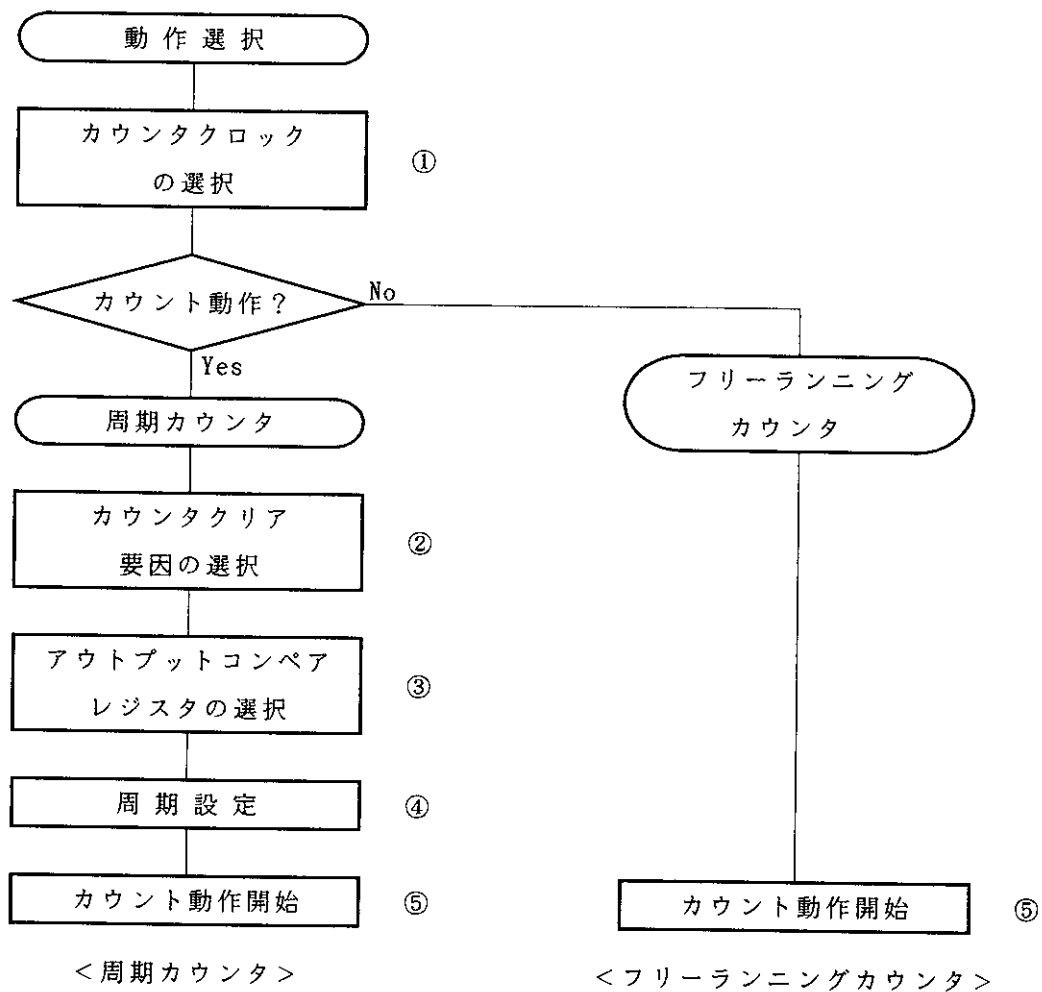 動作選択
カウンタクロック
の選択
①
カウント動作？
No
Yes
周期カウンタ
フリーランニング
カウンタ
カウンタクリア
要因の選択
②
アウトプットコンペア
レジスタの選択
③
周期設定
④
カウント動作開始
⑤
カウント動作開始
⑤
＜周期カウンタ＞
＜フリーランニングカウンタ＞